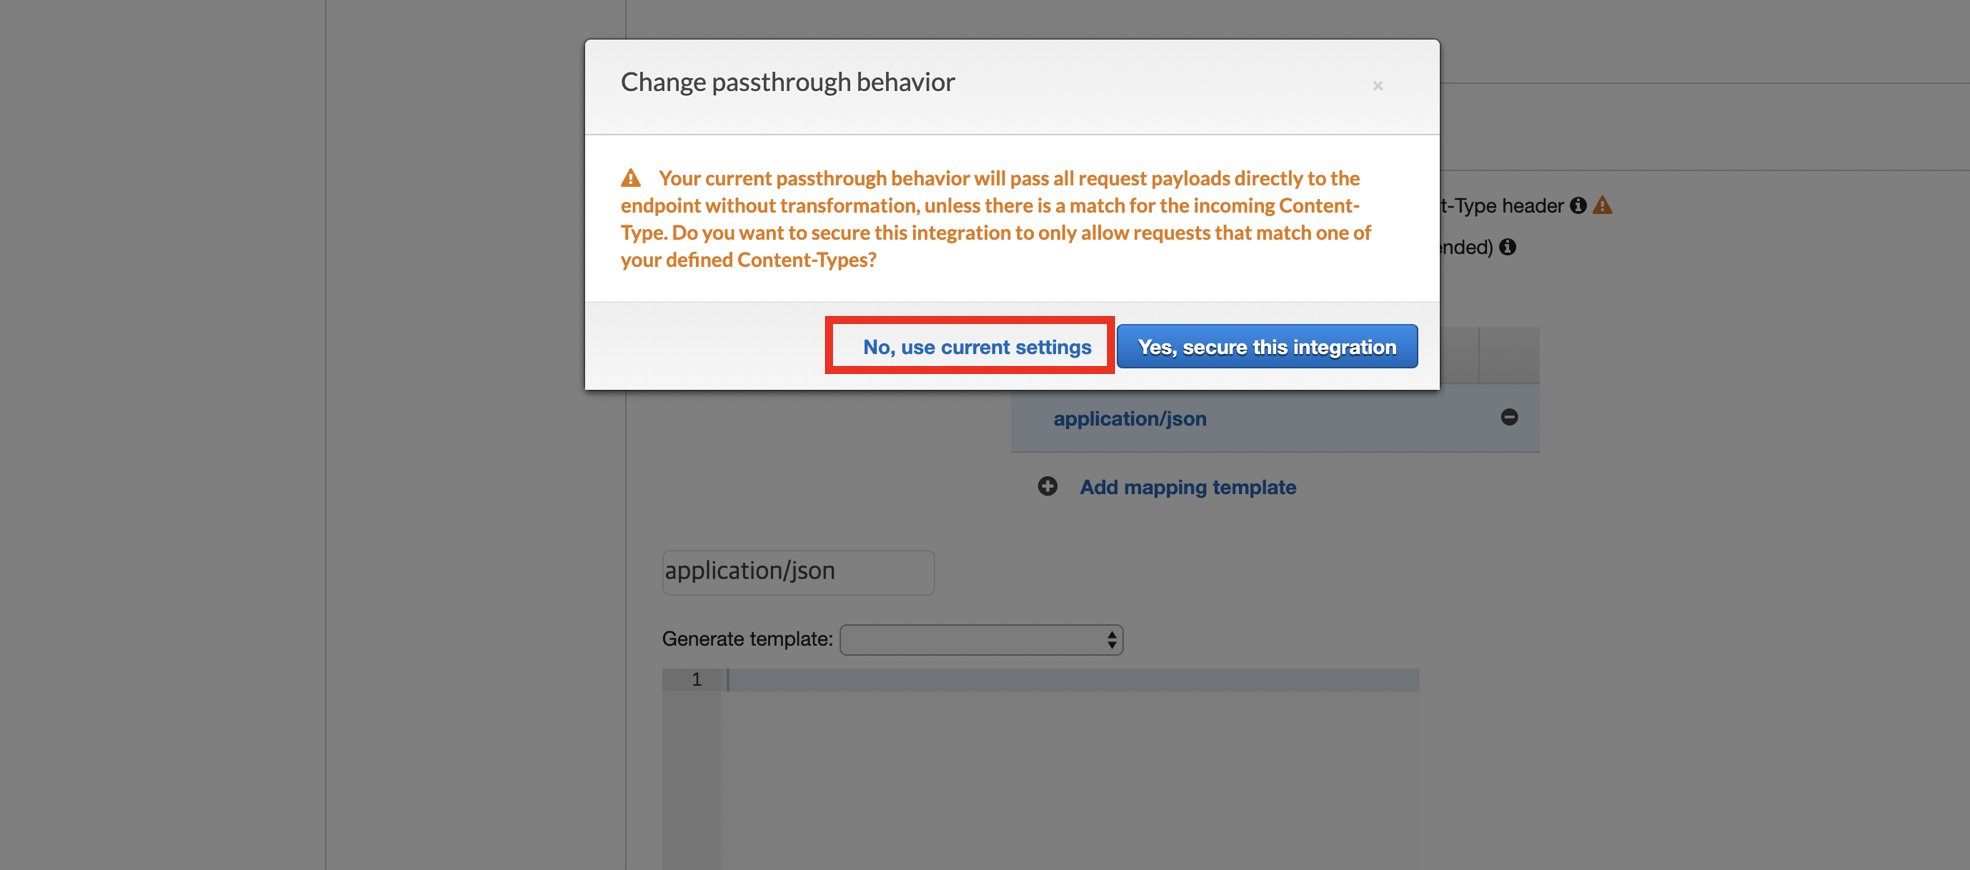 Change passthrough behavior
×
Your current passthrough behavior will pass all request payloads directly to the
endpoint without transformation, unless there is a match for the incoming Content-
Type. Do you want to secure this integration to only allow requests that match one of
your defined Content-Types?
t-Type header
nded)
No, use current settings
Yes, secure this integration
application/json
Add mapping template
application/json
Generate template:
1